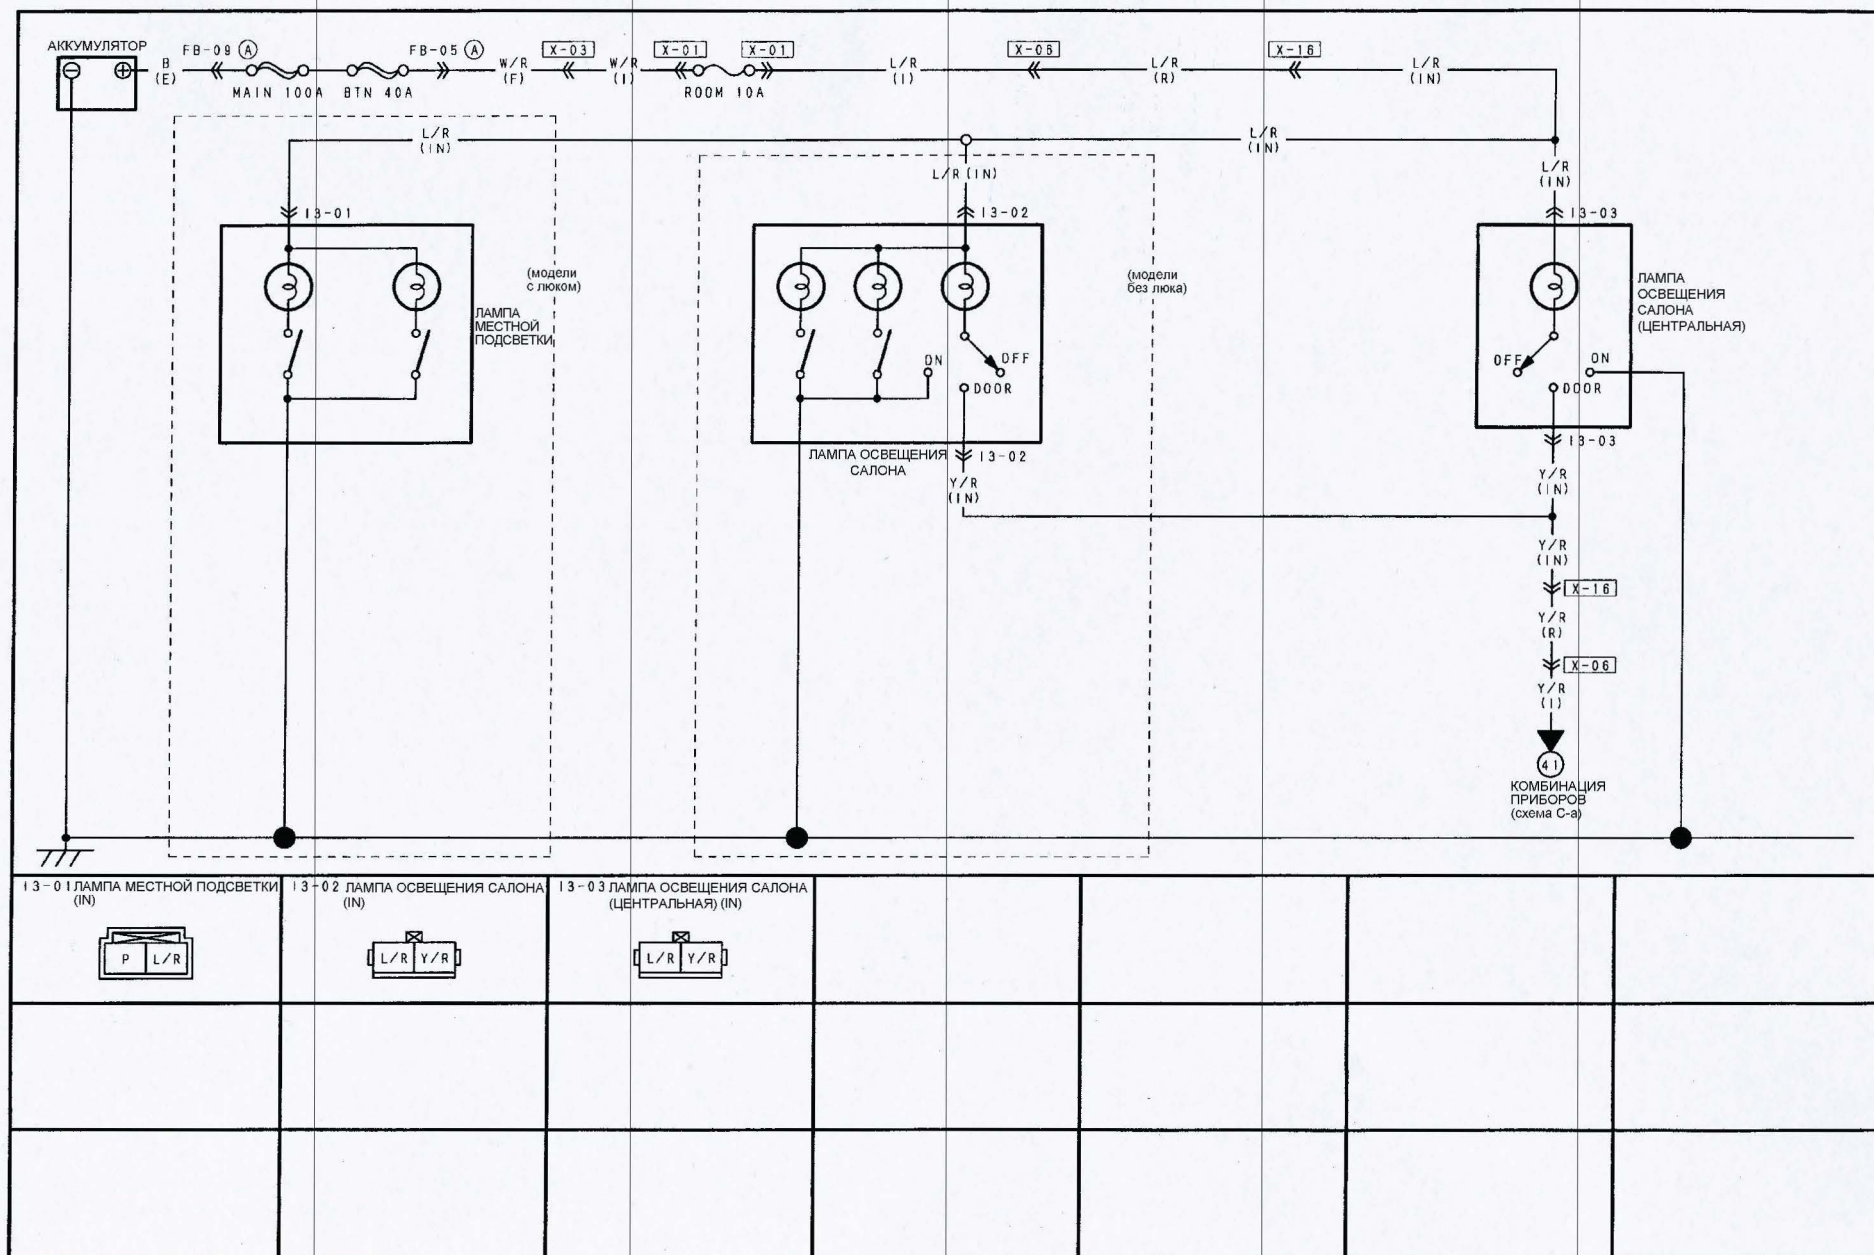 АККУМУЛЯТОР
FB-09 A
FB-05 A
X-03
X-01
X-01
X-06
X-16
B
(E)
W/R
(F)
W/R
(I)
L/R
(I)
L/R
(R)
L/R
(IN)
MAIN 100A
BTN 40A
ROOM 10A
L/R
(IN)
L/R
(IN)
L/R (IN)
L/R
(IN)
I3-01
I3-02
I3-03
(модели
с люком)
ЛАМПА
МЕСТНОЙ
ПОДСВЕТКИ
(модели
без люка)
ЛАМПА
ОСВЕЩЕНИЯ
САЛОНА
(ЦЕНТРАЛЬНАЯ)
ON
OFF
DOOR
OFF
ON
DOOR
ЛАМПА ОСВЕЩЕНИЯ
САЛОНА
I3-02
Y/R
(IN)
I3-03
Y/R
(IN)
Y/R
(IN)
X-16
Y/R
(R)
X-06
Y/R
(I)
41
КОМБИНАЦИЯ
ПРИБОРОВ
(схема C-a)
I3-01 ЛАМПА МЕСТНОЙ ПОДСВЕТКИ
(IN)
P L/R
I3-02 ЛАМПА ОСВЕЩЕНИЯ САЛОНА
(IN)
L/R Y/R
I3-03 ЛАМПА ОСВЕЩЕНИЯ САЛОНА
(ЦЕНТРАЛЬНАЯ) (IN)
L/R Y/R